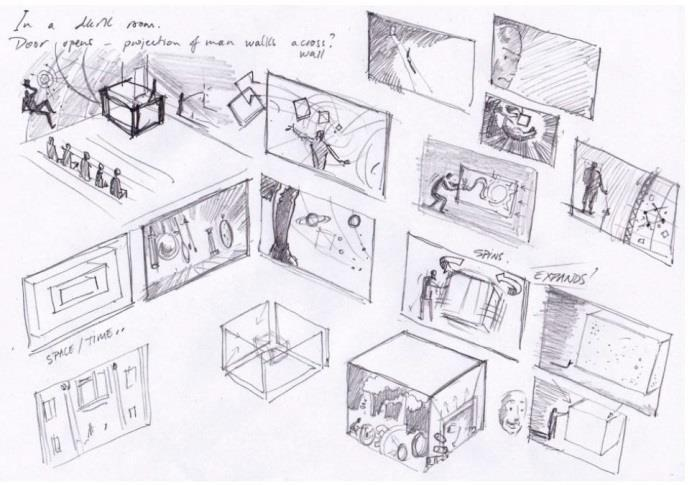 In a dark room.
Door opens - projection of man walks across?
wall
SPINS.
EXPANDS?
SPACE/TIME..